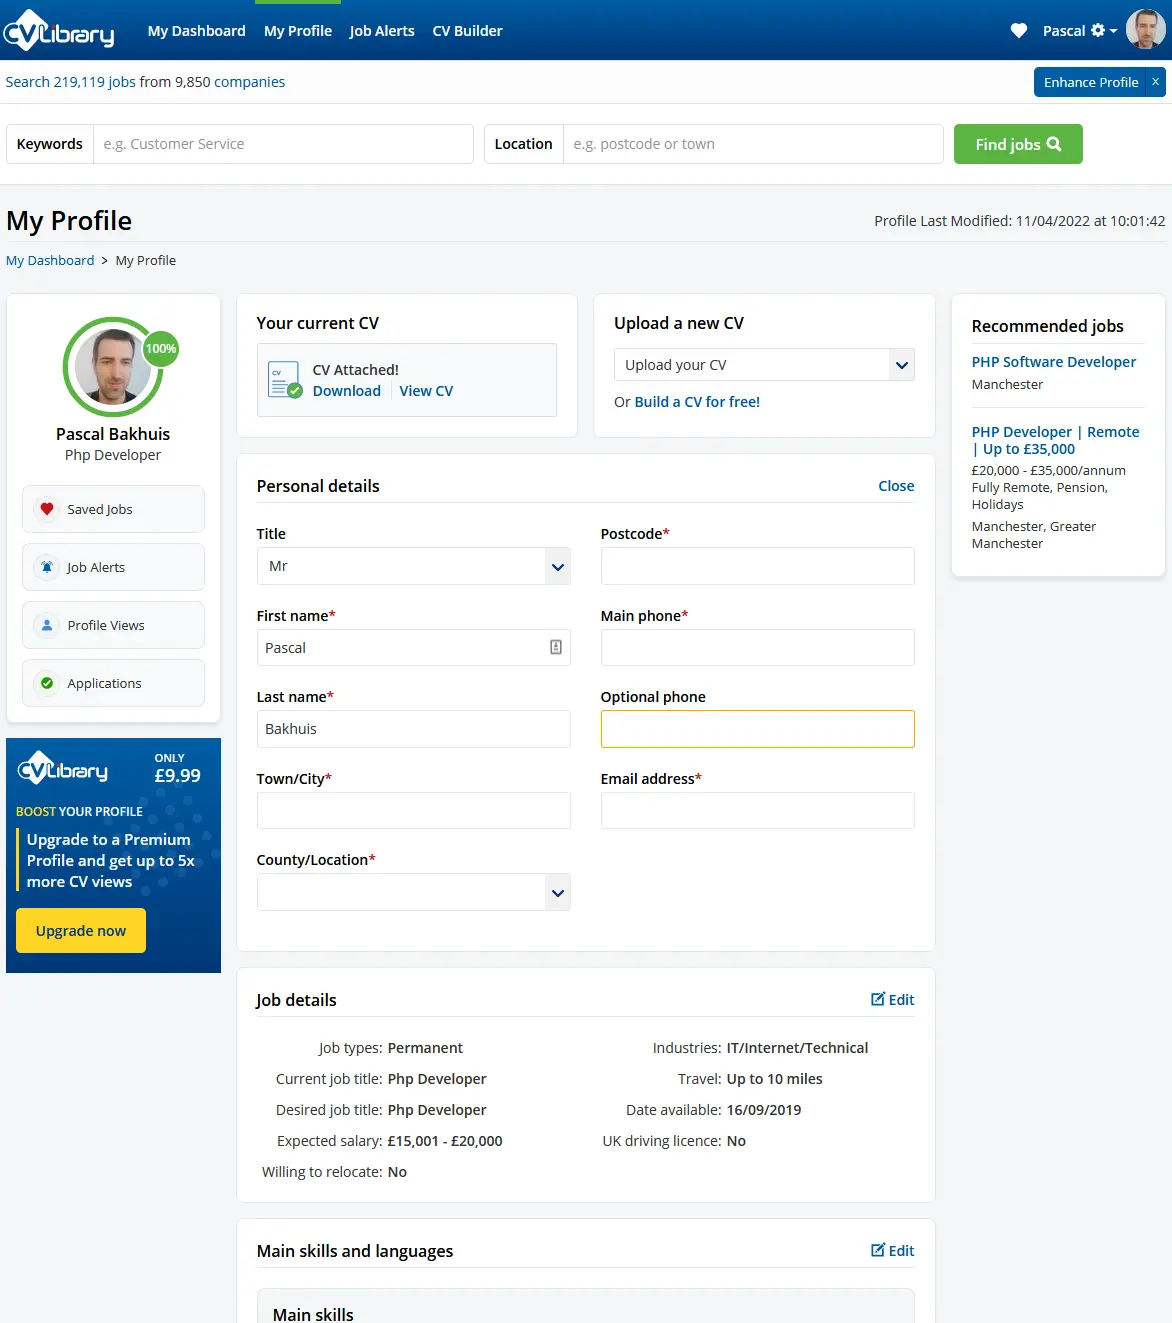 CVLibrary
My Dashboard My Profile Job Alerts CV Builder Pascal
Search 219,119 jobs from 9,850 companies
Enhance Profile x
Keywords e.g. Customer Service Location e.g. postcode or town Find jobs
My Profile
Profile Last Modified: 11/04/2022 at 10:01:42
My Dashboard > My Profile
100%
Pascal Bakhuis
Php Developer
Saved Jobs
Job Alerts
Profile Views
Applications
CVLibrary
ONLY
£9.99
BOOST YOUR PROFILE
Upgrade to a Premium
Profile and get up to 5x
more CV views
Upgrade now
Your current CV
CV
CV Attached!
Download View CV
Upload a new CV
Upload your CV
Or Build a CV for free!
Personal details Close
Title
Mr
Postcode*
First name*
Pascal
Main phone*
Last name*
Bakhuis
Optional phone
Town/City*
Email address*
County/Location*
Job details Edit
Job types: Permanent
Current job title: Php Developer
Desired job title: Php Developer
Expected salary: £15,001 - £20,000
Willing to relocate: No
Industries: IT/Internet/Technical
Travel: Up to 10 miles
Date available: 16/09/2019
UK driving licence: No
Main skills and languages Edit
Main skills
Recommended jobs
PHP Software Developer
Manchester
PHP Developer | Remote
| Up to £35,000
£20,000 - £35,000/annum
Fully Remote, Pension,
Holidays
Manchester, Greater
Manchester